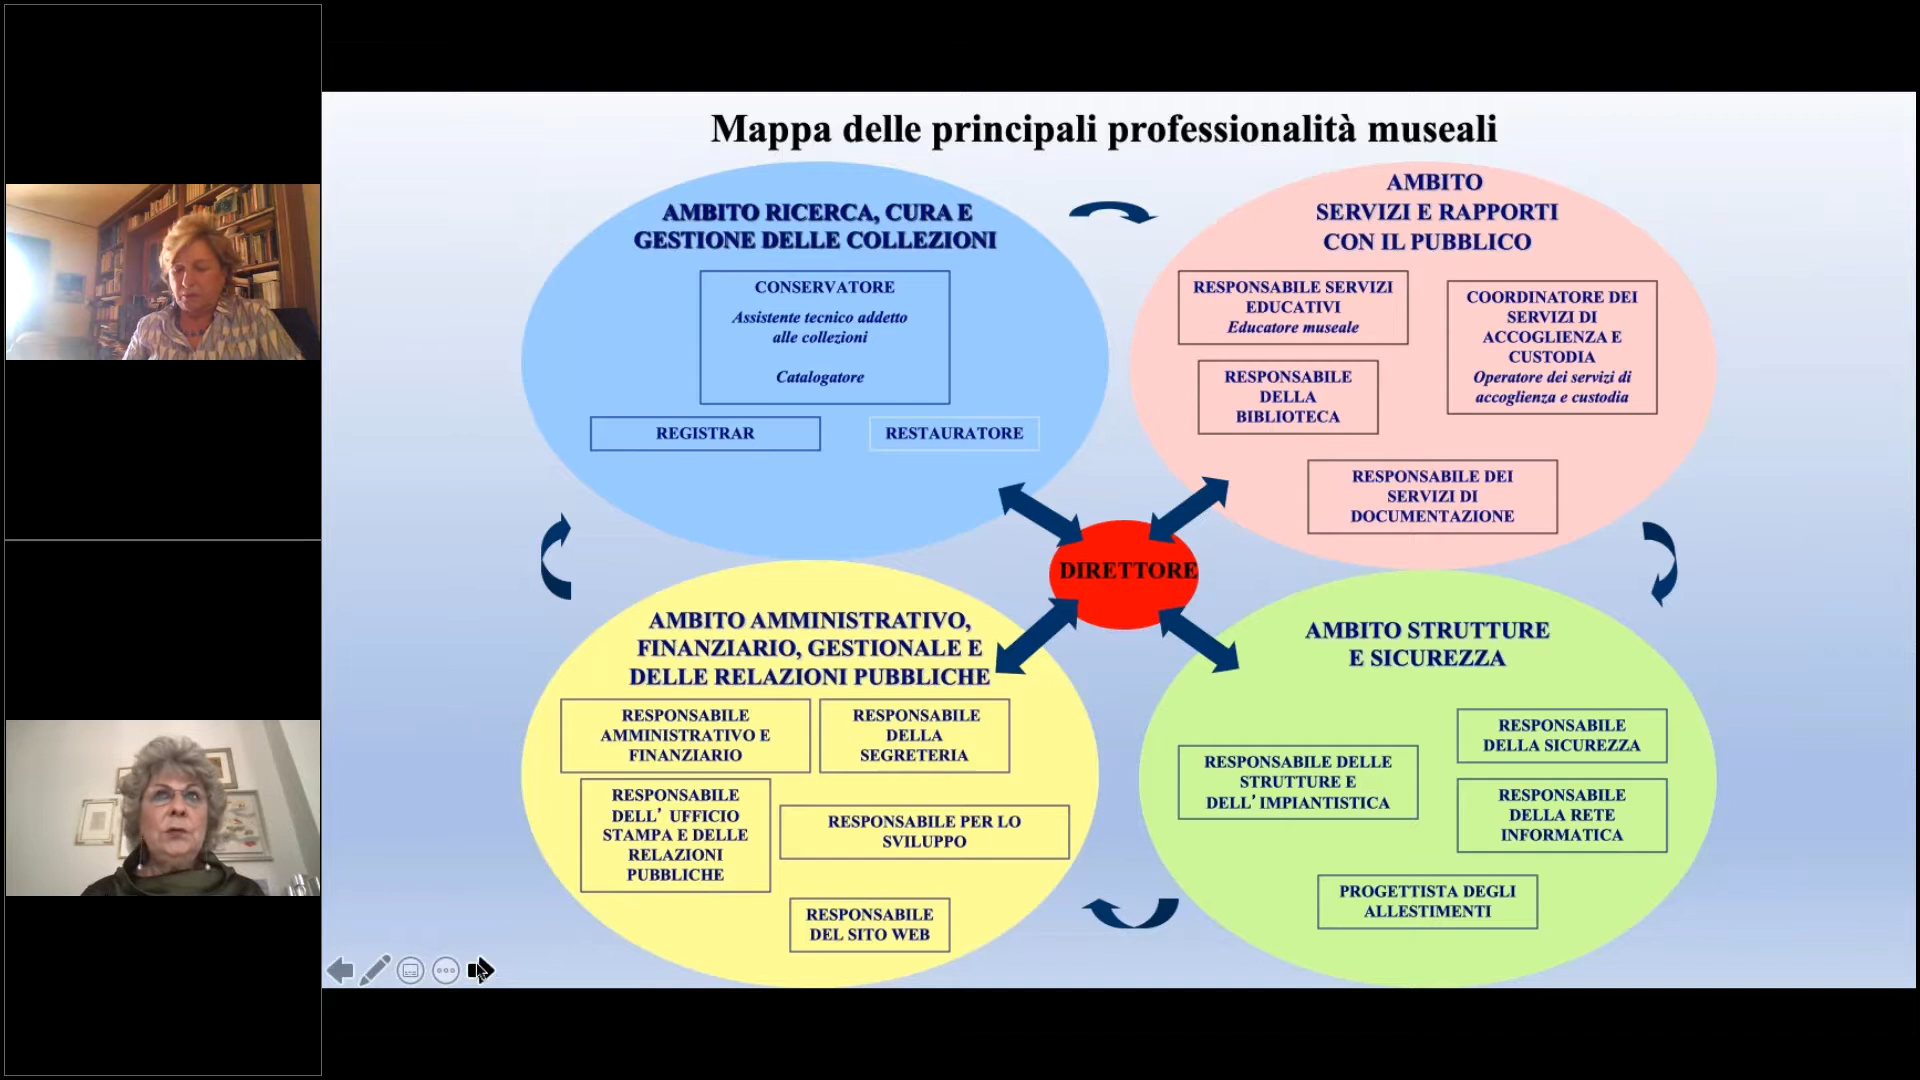 Mappa delle principali professionalità museali
AMBITO RICERCA, CURA E
GESTIONE DELLE COLLEZIONI
CONSERVATORE
Assistente tecnico addetto
alle collezioni
Catalogatore
REGISTRAR
RESTAURATORE
AMBITO
SERVIZI E RAPPORTI
CON IL PUBBLICO
RESPONSABILE SERVIZI
EDUCATIVI
Educatore museale
COORDINATORE DEI
SERVIZI DI
ACCOGLIENZA E
CUSTODIA
Operatore dei servizi di
accoglienza e custodia
RESPONSABILE
DELLA
BIBLIOTECA
RESPONSABILE DEI
SERVIZI DI
DOCUMENTAZIONE
DIRETTORE
AMBITO AMMINISTRATIVO,
FINANZIARIO, GESTIONALE E
DELLE RELAZIONI PUBBLICHE
RESPONSABILE
AMMINISTRATIVO E
FINANZIARIO
RESPONSABILE
DELLA
SEGRETERIA
RESPONSABILE
DELL’ UFFICIO
STAMPA E DELLE
RELAZIONI
PUBBLICHE
RESPONSABILE PER LO
SVILUPPO
RESPONSABILE
DEL SITO WEB
AMBITO STRUTTURE
E SICUREZZA
RESPONSABILE
DELLA SICUREZZA
RESPONSABILE DELLE
STRUTTURE E
DELL’ IMPIANTISTICA
RESPONSABILE
DELLA RETE
INFORMATICA
PROGETTISTA DEGLI
ALLESTIMENTI